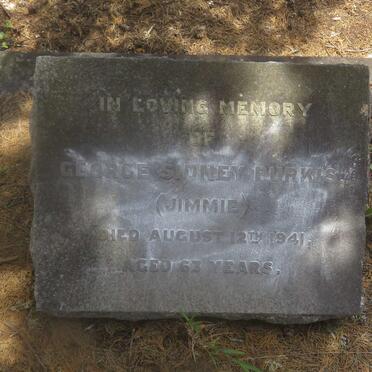 IN LOVING MEMORY
OF
GEORGE SIDNEY
(JIMMIE)
DIED AUGUST 12TH 1941,
AGED 63 YEARS.